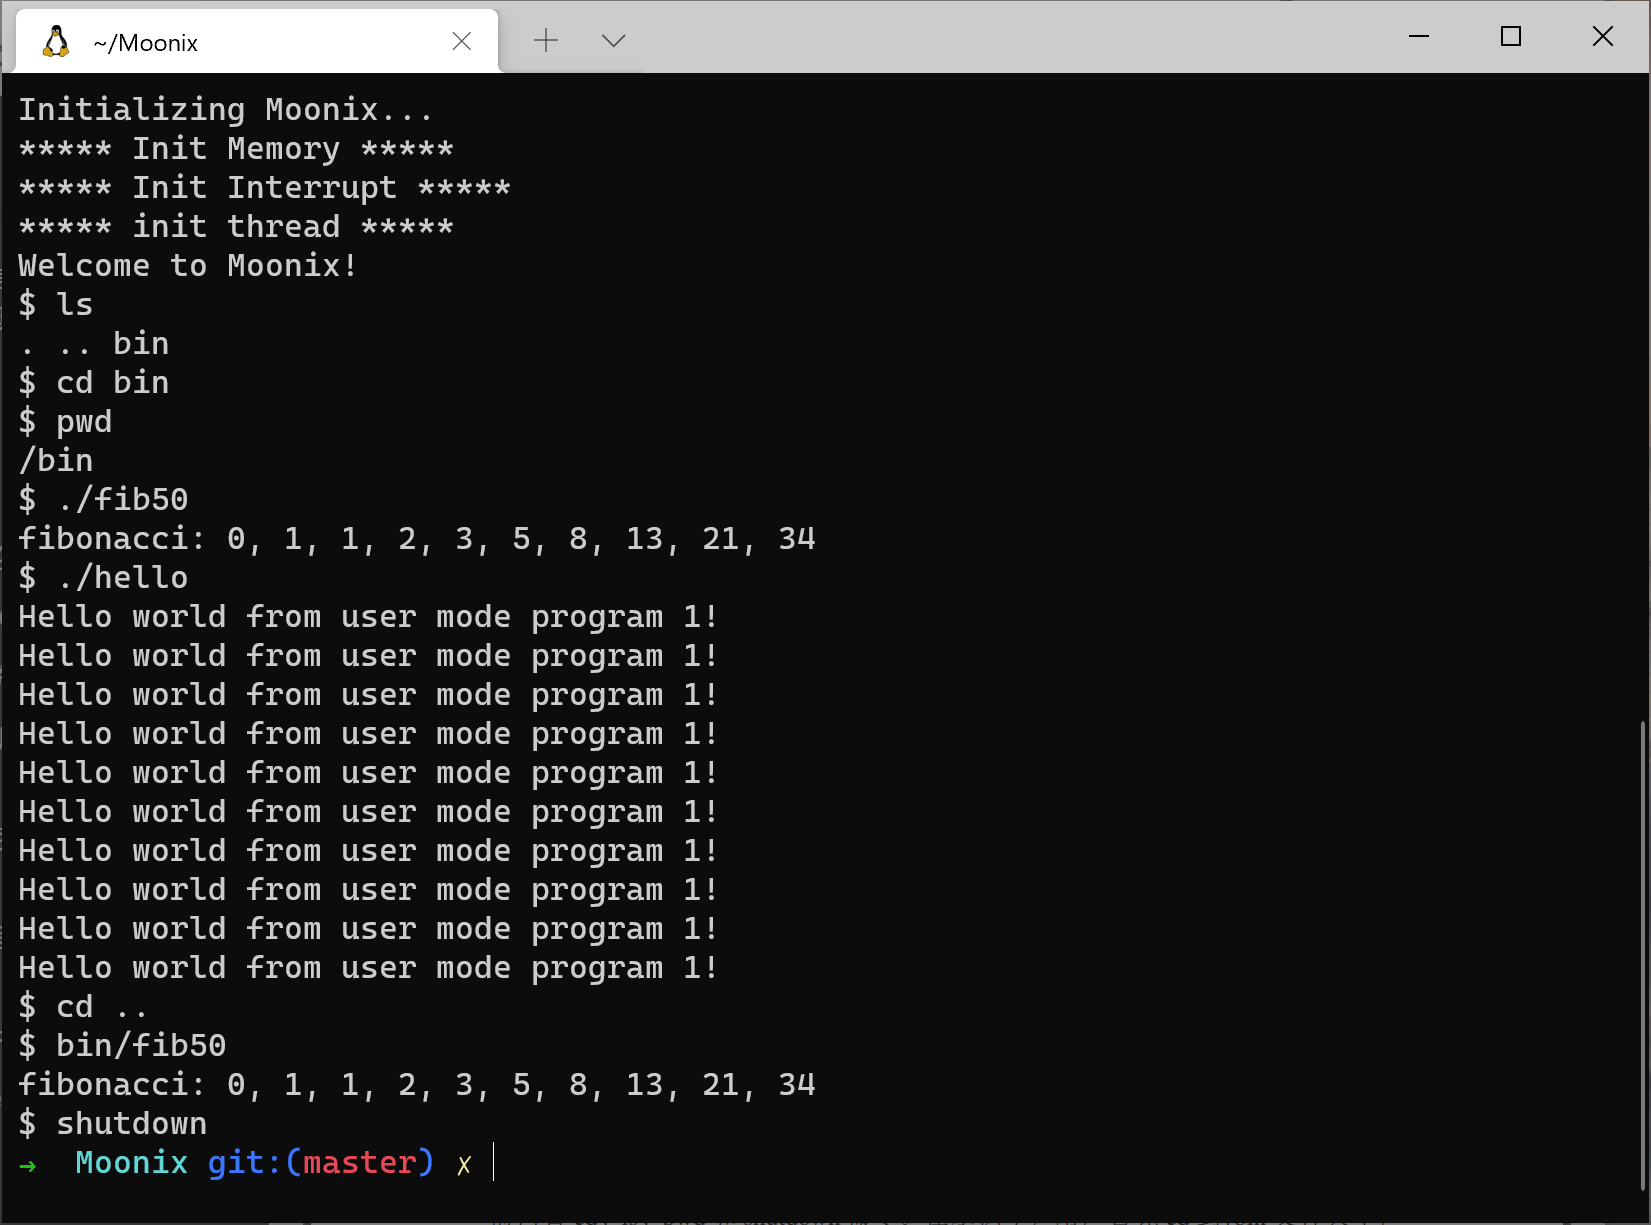 ~/Moonix
Initializing Moonix...
***** Init Memory *****
***** Init Interrupt *****
***** init thread *****
Welcome to Moonix!
$ ls
. .. bin
$ cd bin
$ pwd
/bin
$ ./fib50
fibonacci: 0, 1, 1, 2, 3, 5, 8, 13, 21, 34
$ ./hello
Hello world from user mode program 1!
Hello world from user mode program 1!
Hello world from user mode program 1!
Hello world from user mode program 1!
Hello world from user mode program 1!
Hello world from user mode program 1!
Hello world from user mode program 1!
Hello world from user mode program 1!
Hello world from user mode program 1!
Hello world from user mode program 1!
$ cd ..
$ bin/fib50
fibonacci: 0, 1, 1, 2, 3, 5, 8, 13, 21, 34
$ shutdown
→ Moonix git:(master) ✗